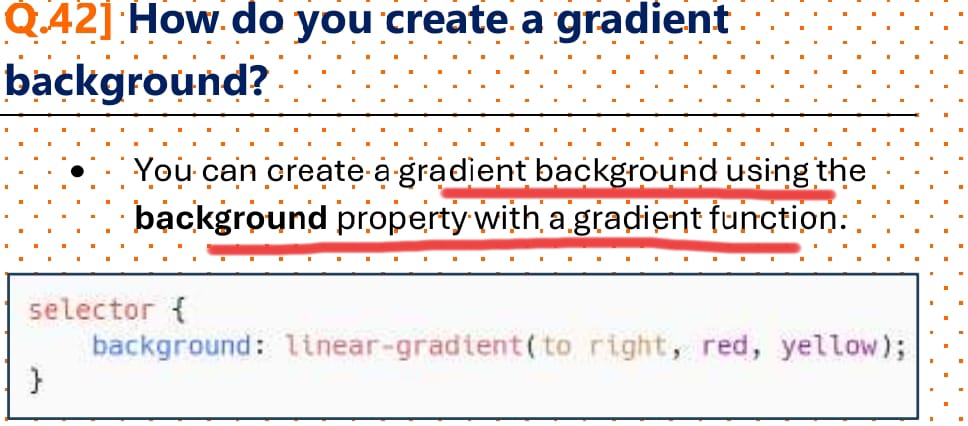 Q.42] How do you create a gradient
background?
• You can create a gradient background using the
background property with a gradient function.
selector {
    background: linear-gradient(to right, red, yellow);
}